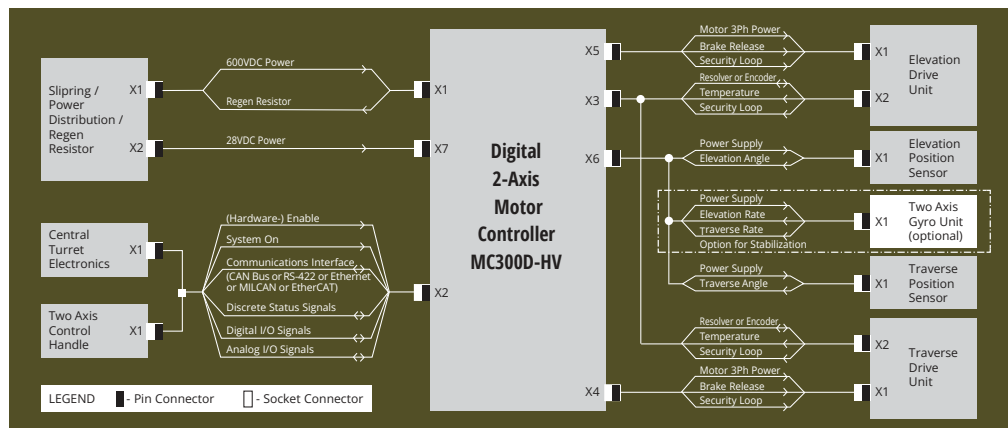 Slipring /
Power
Distribution /
Regen
Resistor
X1
X2
600VDC Power
Regen Resistor
28VDC Power
X1
X7
Central
Turret
Electronics
X1
Two Axis
Control
Handle
X1
(Hardware-) Enable
System On
Communications Interface
(CAN Bus or RS-422 or Ethernet
or MILCAN or EtherCAT)
Discrete Status Signals
Digital I/O Signals
Analog I/O Signals
X2
Digital
2-Axis
Motor
Controller
MC300D-HV
X5
X3
X6
X4
Motor 3Ph Power
Brake Release
Security Loop
X1
Resolver or Encoder
Temperature
Security Loop
X2
Elevation
Drive
Unit
Power Supply
Elevation Angle
X1
Elevation
Position
Sensor
Power Supply
Elevation Rate
Traverse Rate
Option for Stabilization
X1
Two Axis
Gyro Unit
(optional)
Power Supply
Traverse Angle
X1
Traverse
Position
Sensor
Resolver or Encoder
Temperature
Security Loop
X2
Motor 3Ph Power
Brake Release
Security Loop
X1
Traverse
Drive
Unit
LEGEND - Pin Connector - Socket Connector